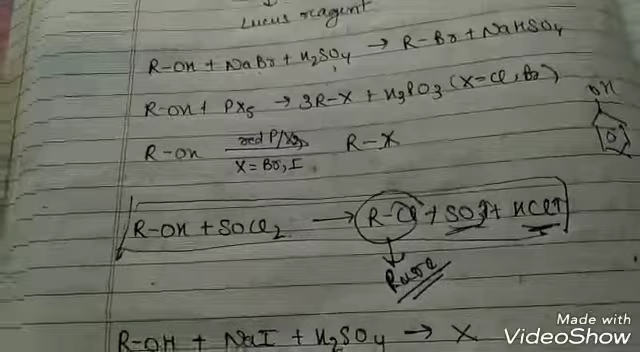 Lucas reagent
R-OH + NaBr + H₂SO₄ → R-Br + NaHSO₄
R-OH + PX₅ → 3R-X + H₃PO₃ (X=Cl, Br)
OH
R-OH red P/X₂ R-X
X = Br, I.
R-OH + SOCl₂ → R-Cl + SO₂↑ + HCl↑
Pure
R-OH + NaI + H₂SO₄ → X
Made with
VideoShow